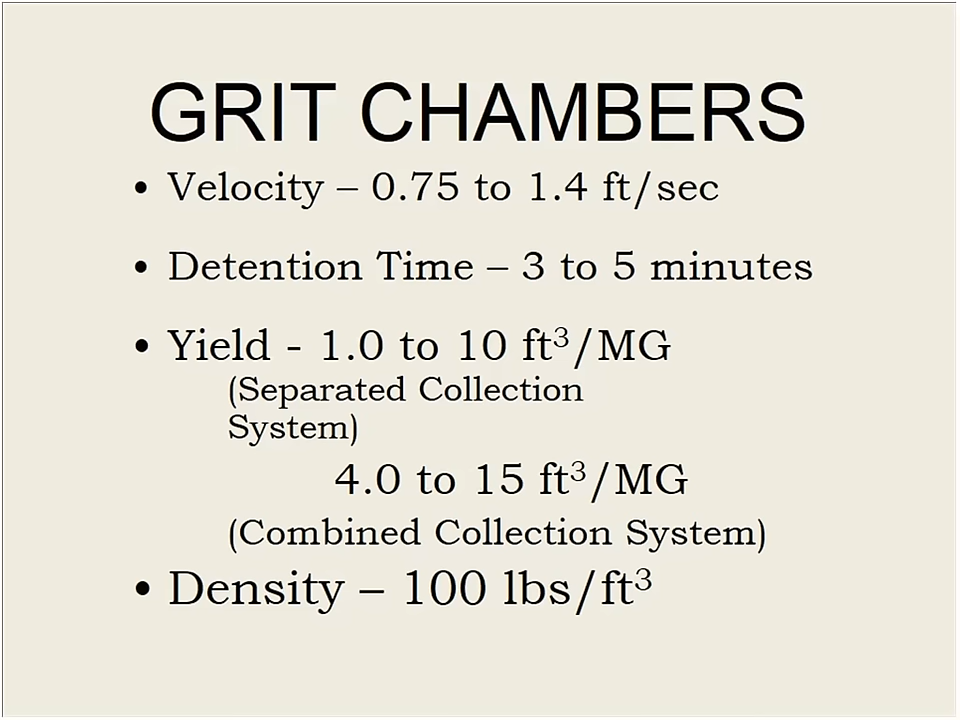 GRIT CHAMBERS
• Velocity – 0.75 to 1.4 ft/sec
• Detention Time – 3 to 5 minutes
• Yield - 1.0 to 10 ft³/MG
(Separated Collection
System)
4.0 to 15 ft³/MG
(Combined Collection System)
• Density – 100 lbs/ft³